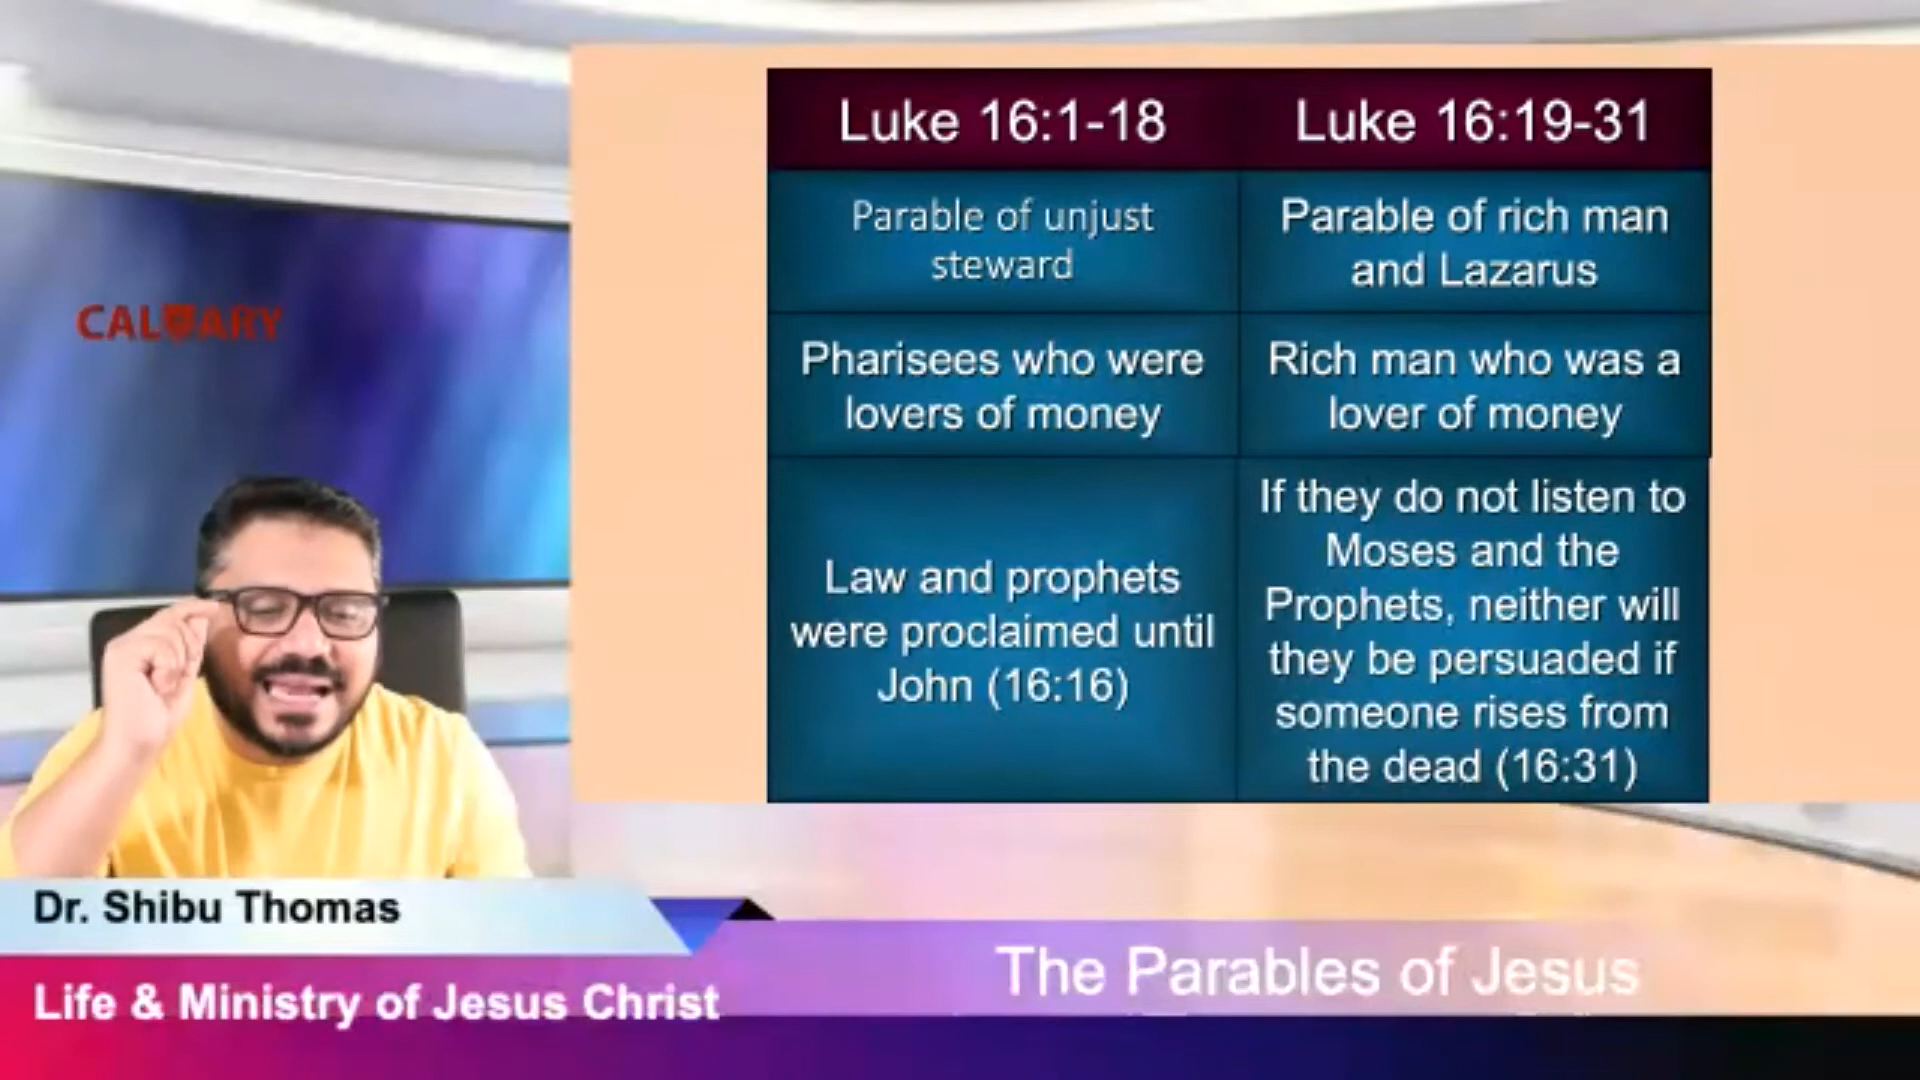 Luke 16:1-18
Luke 16:19-31
Parable of unjust
steward
Parable of rich man
and Lazarus
Pharisees who were
lovers of money
Rich man who was a
lover of money
Law and prophets
were proclaimed until
John (16:16)
If they do not listen to
Moses and the
Prophets, neither will
they be persuaded if
someone rises from
the dead (16:31)
CALVARY
Dr. Shibu Thomas
Life & Ministry of Jesus Christ
The Parables of Jesus